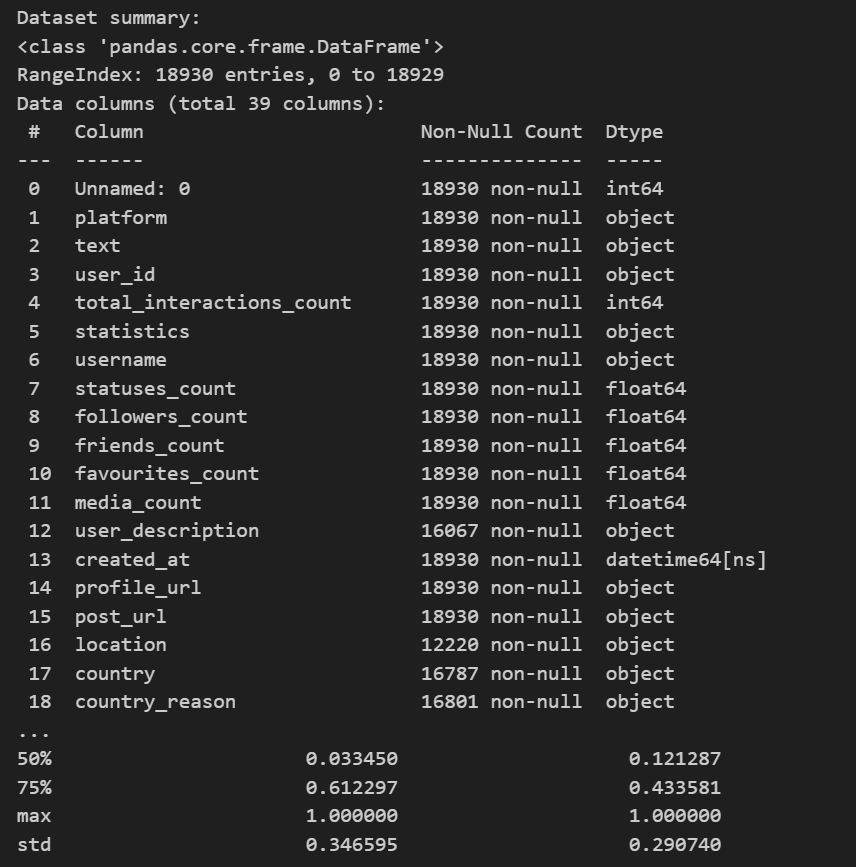 Dataset summary:
<class 'pandas.core.frame.DataFrame'>
RangeIndex: 18930 entries, 0 to 18929
Data columns (total 39 columns):
 #   Column                        Non-Null Count  Dtype
---  ------                        --------------  -----
 0   Unnamed: 0                    18930 non-null  int64
 1   platform                      18930 non-null  object
 2   text                          18930 non-null  object
 3   user_id                       18930 non-null  object
 4   total_interactions_count      18930 non-null  int64
 5   statistics                    18930 non-null  object
 6   username                      18930 non-null  object
 7   statuses_count                18930 non-null  float64
 8   followers_count               18930 non-null  float64
 9   friends_count                 18930 non-null  float64
 10  favourites_count              18930 non-null  float64
 11  media_count                   18930 non-null  float64
 12  user_description              16067 non-null  object
 13  created_at                    18930 non-null  datetime64[ns]
 14  profile_url                   18930 non-null  object
 15  post_url                      18930 non-null  object
 16  location                      12220 non-null  object
 17  country                       16787 non-null  object
 18  country_reason                16801 non-null  object
...
50%                      0.033450                    0.121287
75%                      0.612297                    0.433581
max                      1.000000                    1.000000
std                      0.346595                    0.290740